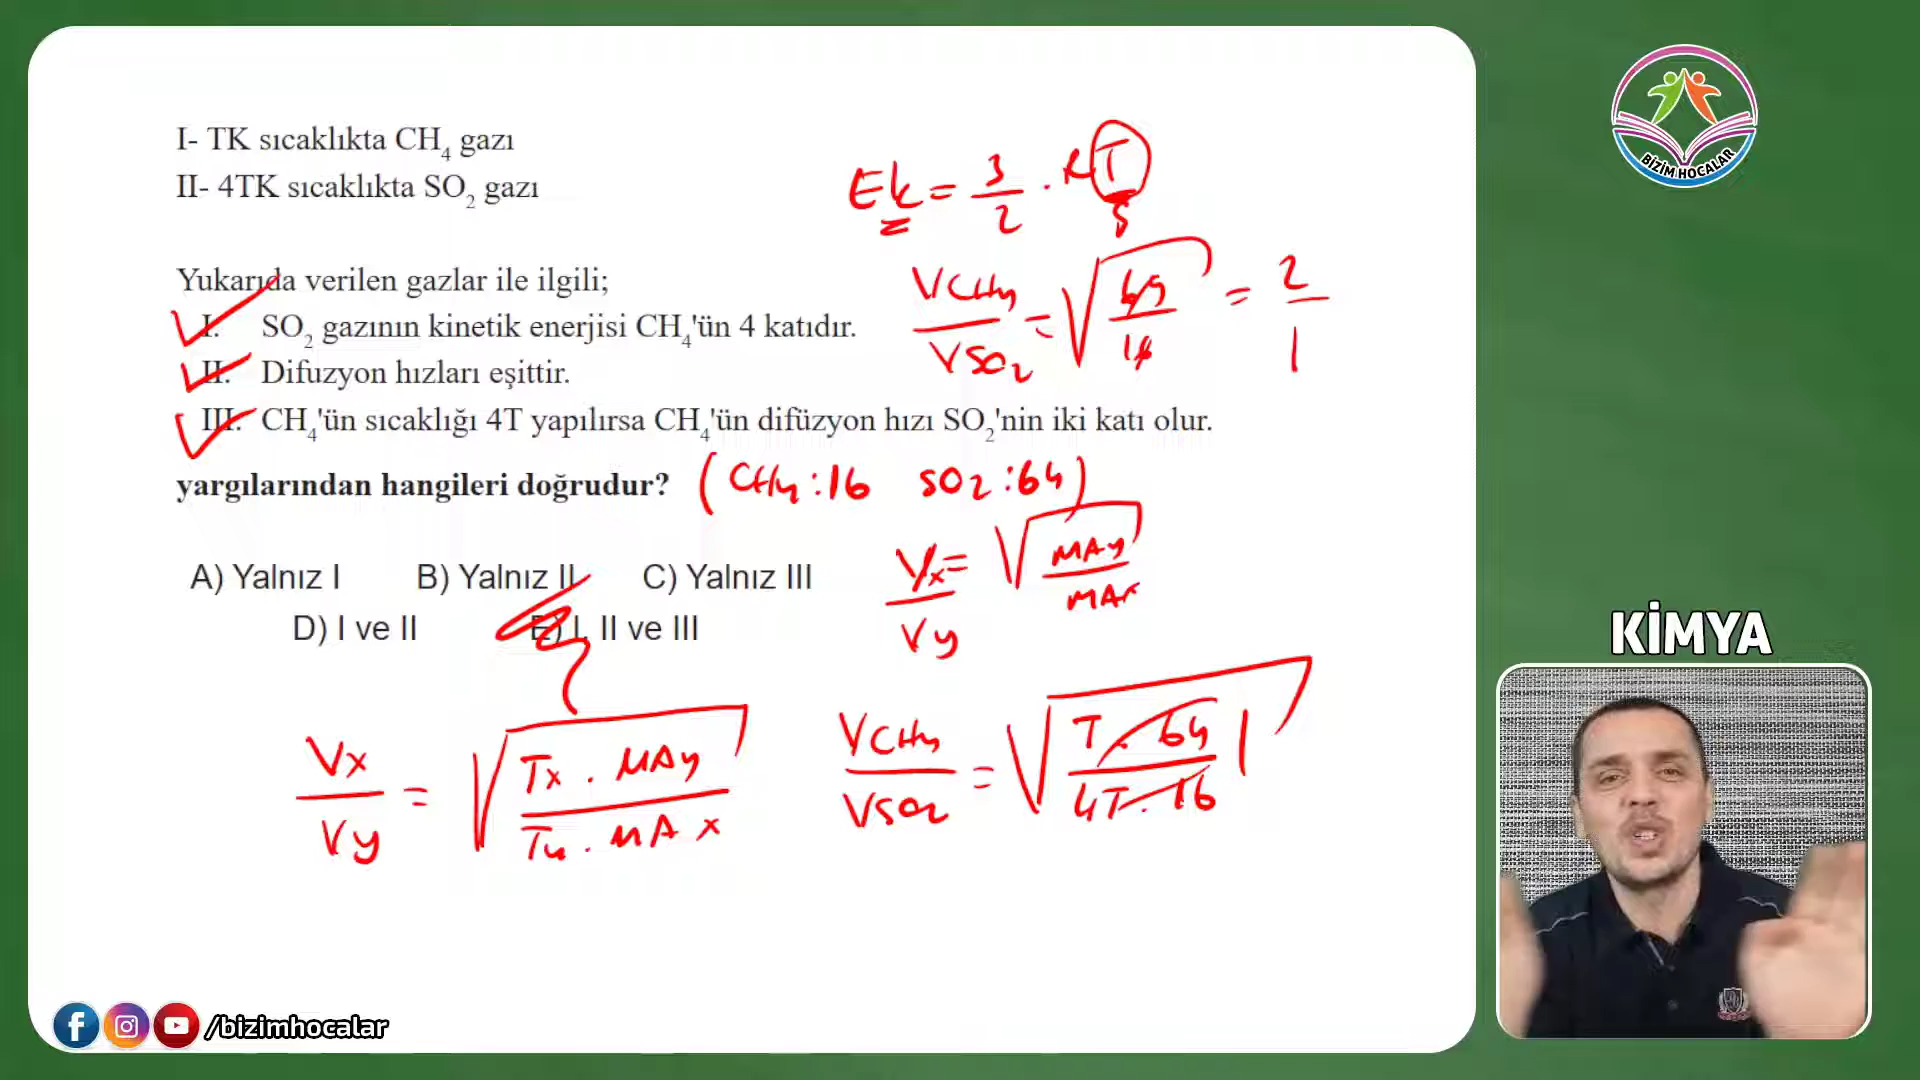 I- TK sıcaklıkta CH₄ gazı
II- 4TK sıcaklıkta SO₂ gazı
Ek = 3/2 . RT
Yukarıda verilen gazlar ile ilgili;
I. SO₂ gazının kinetik enerjisi CH₄'ün 4 katıdır.
II. Difuzyon hızları eşittir.
III. CH₄'ün sıcaklığı 4T yapılırsa CH₄'ün difüzyon hızı SO₂'nin iki katı olur.
VCH₄/VSO₂ = √(64/16) = 2/1
yargılarından hangileri doğrudur? (CH₄:16 SO₂:64)
A) Yalnız I B) Yalnız II C) Yalnız III
D) I ve II E) I, II ve III
Vx/Vy = √(MAy/MAx)
Vx/Vy = √(Tx . MAy/Ty . MAx)
VCH₄/VSO₂ = √(T . 64/4T . 16) 1
/bizimhocalar
BİZİM HOCALAR
KİMYA